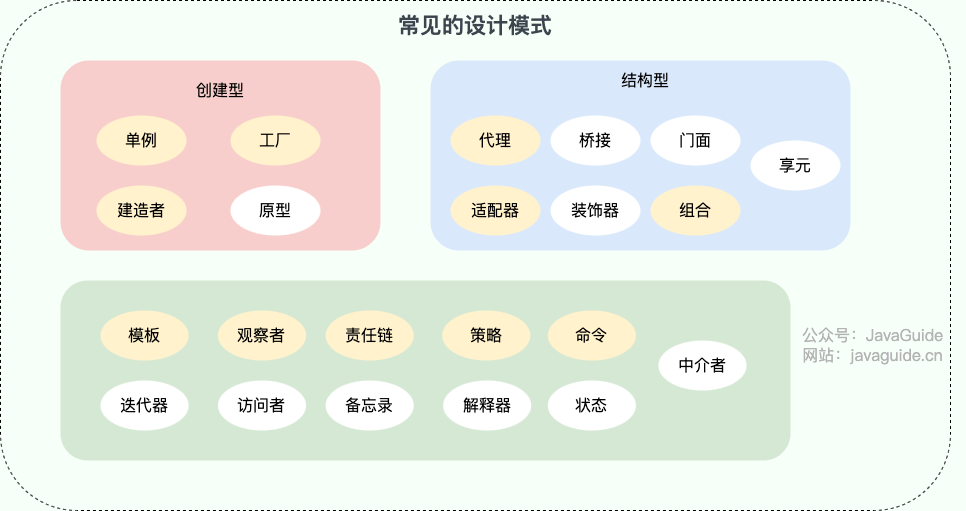 常见的设计模式
创建型
单例
工厂
建造者
原型
结构型
代理
桥接
门面
享元
适配器
装饰器
组合
模板
观察者
责任链
策略
命令
中介者
迭代器
访问者
备忘录
解释器
状态
公众号：JavaGuide
网站：javaguide.cn